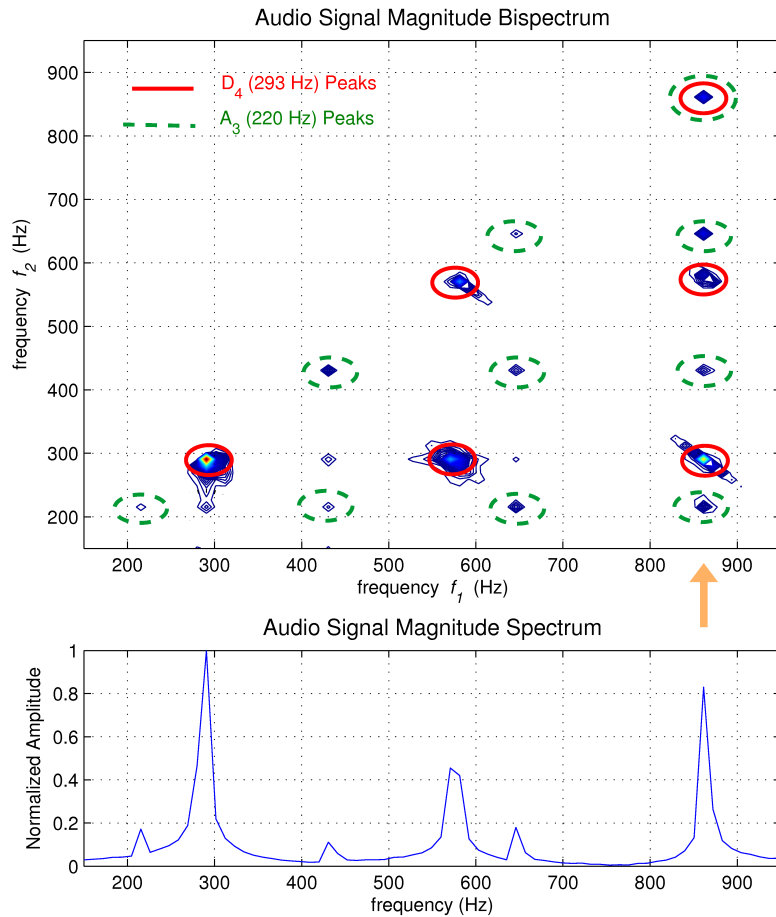 Audio Signal Magnitude Bispectrum
D4 (293 Hz) Peaks
A3 (220 Hz) Peaks
frequency f2 (Hz)
900
800
700
600
500
400
300
200
200 300 400 500 600 700 800 900
frequency f1 (Hz)
Audio Signal Magnitude Spectrum
Normalized Amplitude
1
0.8
0.6
0.4
0.2
0
200 300 400 500 600 700 800 900
frequency (Hz)